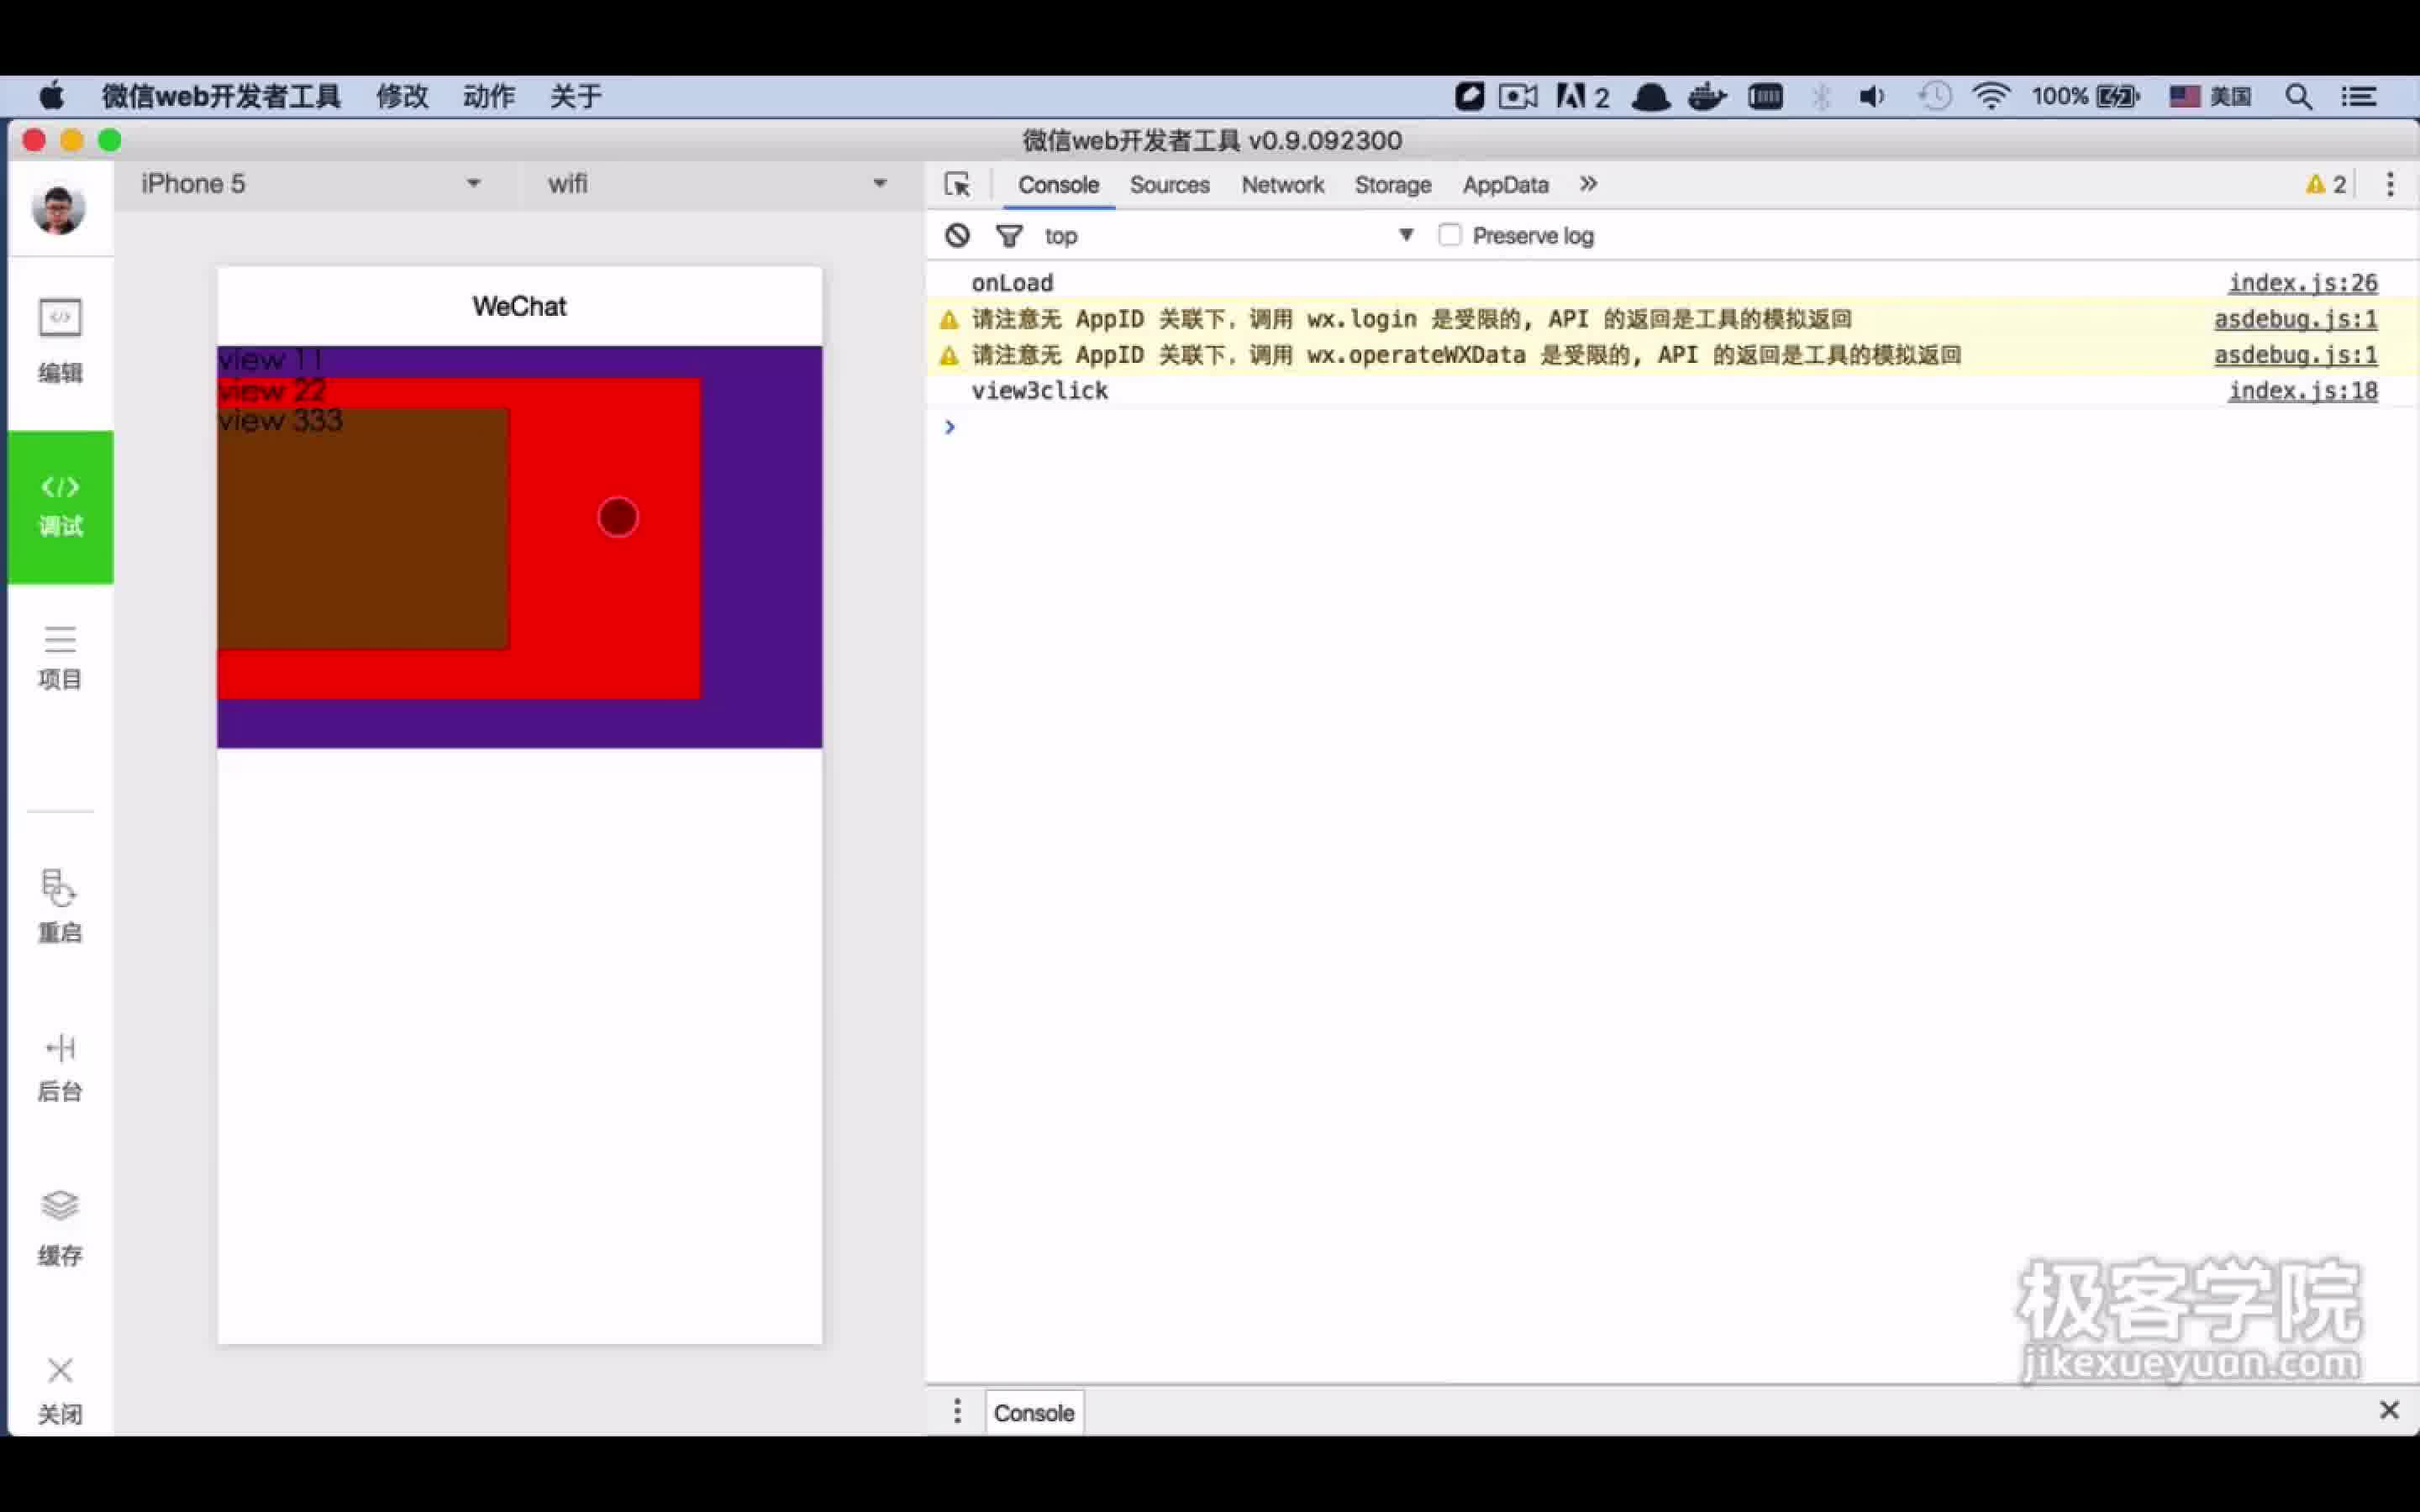 微信web开发者工具 修改 动作 关于 2 100% 美国
微信web开发者工具 v0.9.092300
iPhone 5 wifi
Console Sources Network Storage AppData » 2
top Preserve log
编辑
调试
项目
重启
后台
缓存
关闭
WeChat
view 11
view 22
view 333
onLoad index.js:26
请注意无 AppID 关联下，调用 wx.login 是受限的, API 的返回是工具的模拟返回 asdebug.js:1
请注意无 AppID 关联下，调用 wx.operateWXData 是受限的, API 的返回是工具的模拟返回 asdebug.js:1
view3click index.js:18
极客学院
jikexueyuan.com
Console